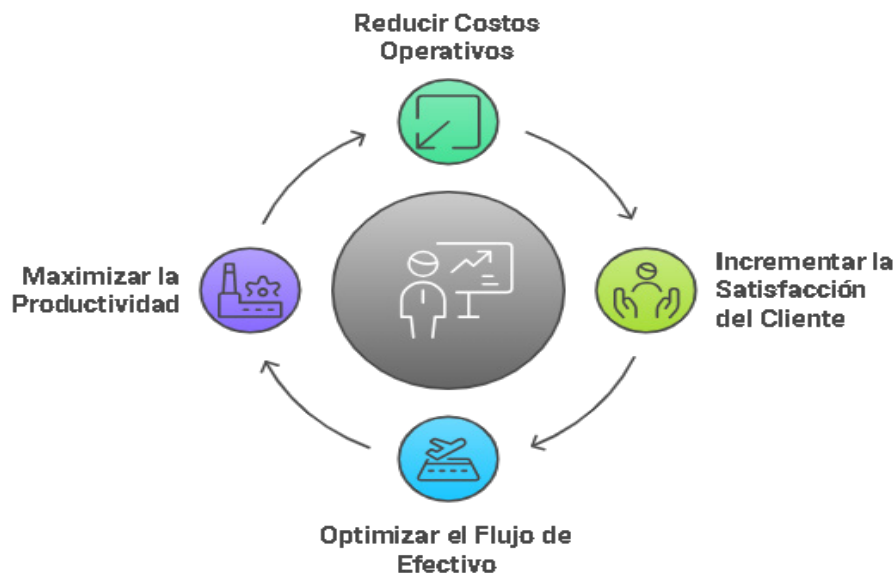 Reducir Costos
Operativos
Maximizar la
Productividad
Incrementar la
Satisfacción
del Cliente
Optimizar el Flujo de
Efectivo